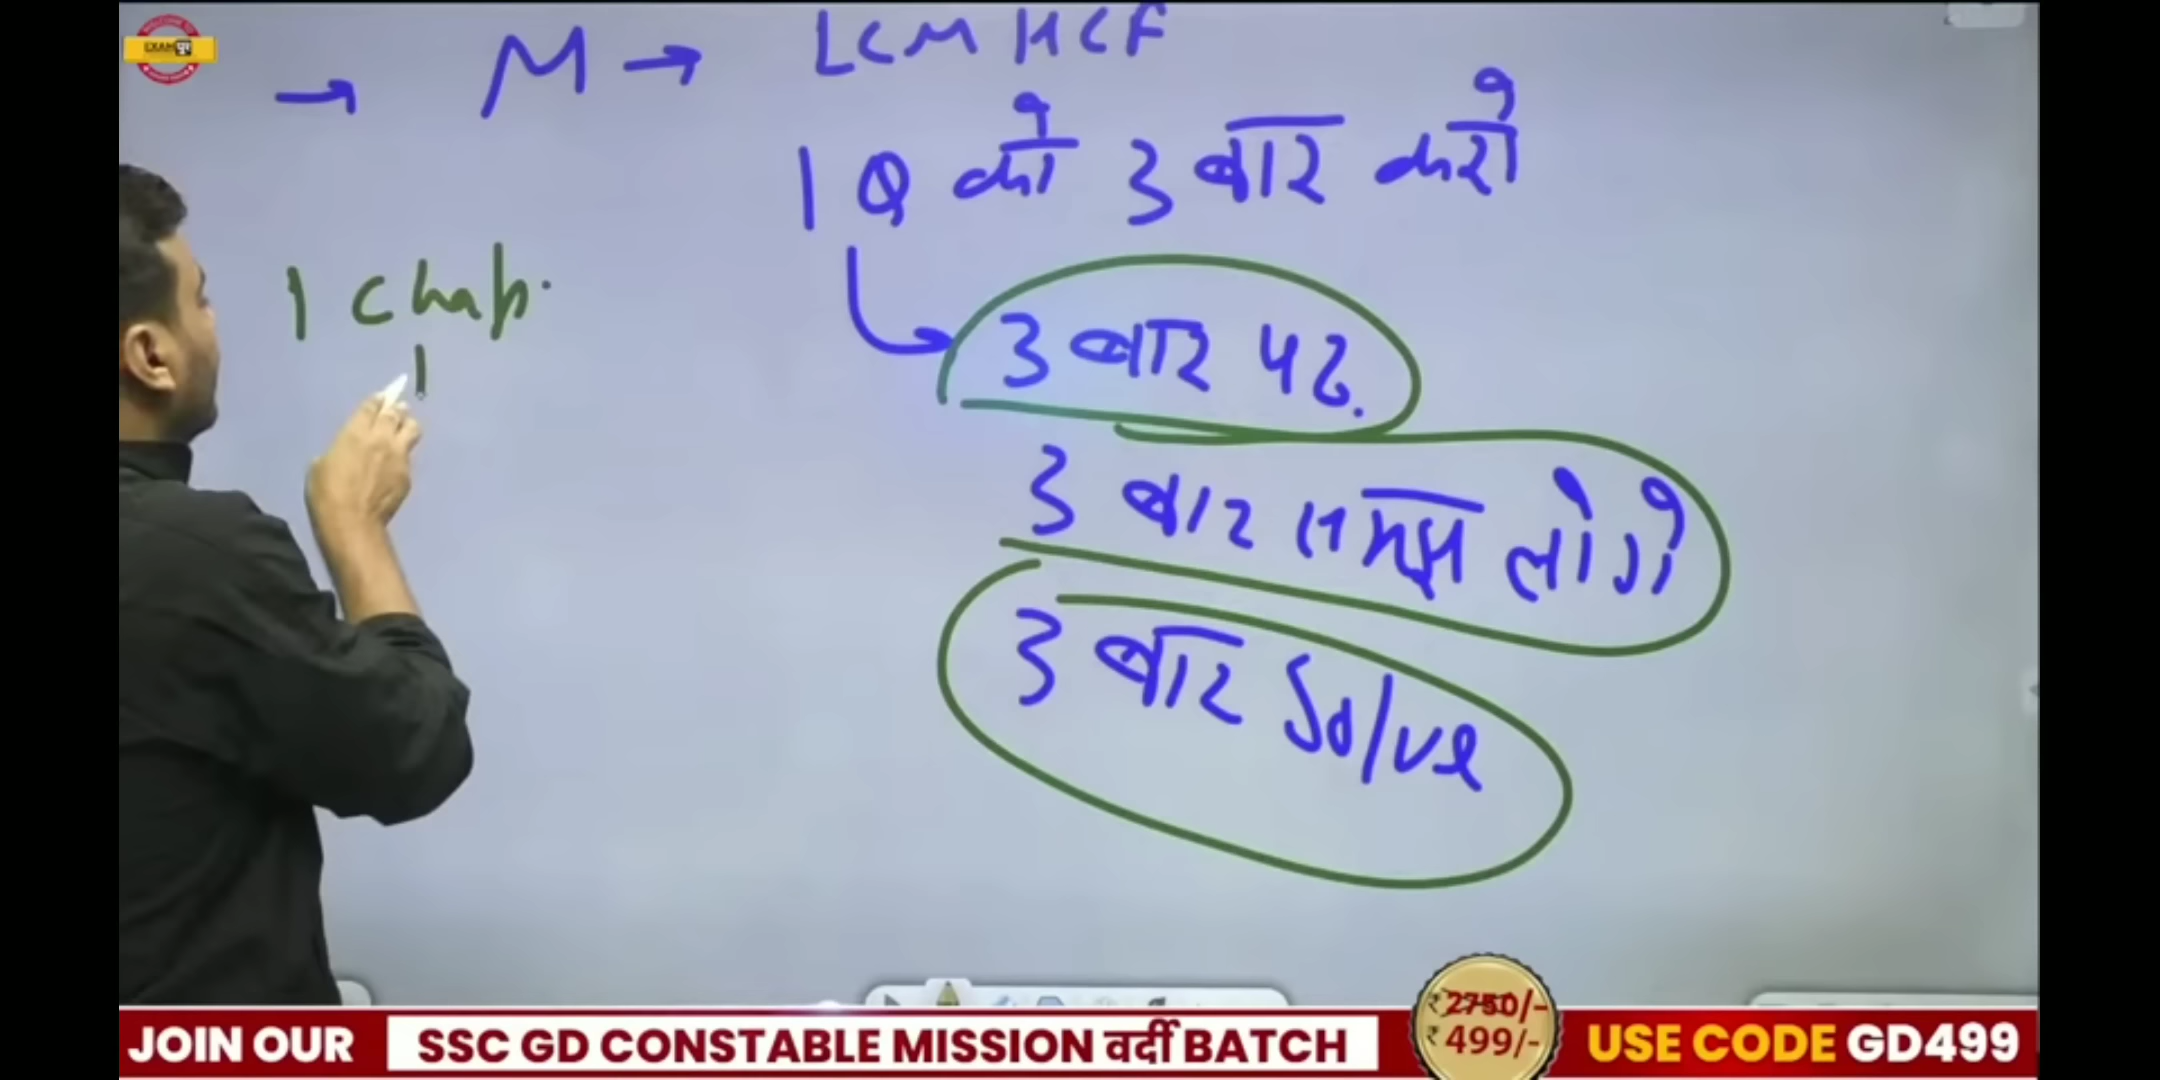 EXAM
→ M → LCM HCF
1 Q को 3 बार करो
1 Chap.
3 बार पढ.
3 बार समझ लोगे
3 बार Solve
₹2750/-
₹499/-
JOIN OUR SSC GD CONSTABLE MISSION वर्दी BATCH USE CODE GD499